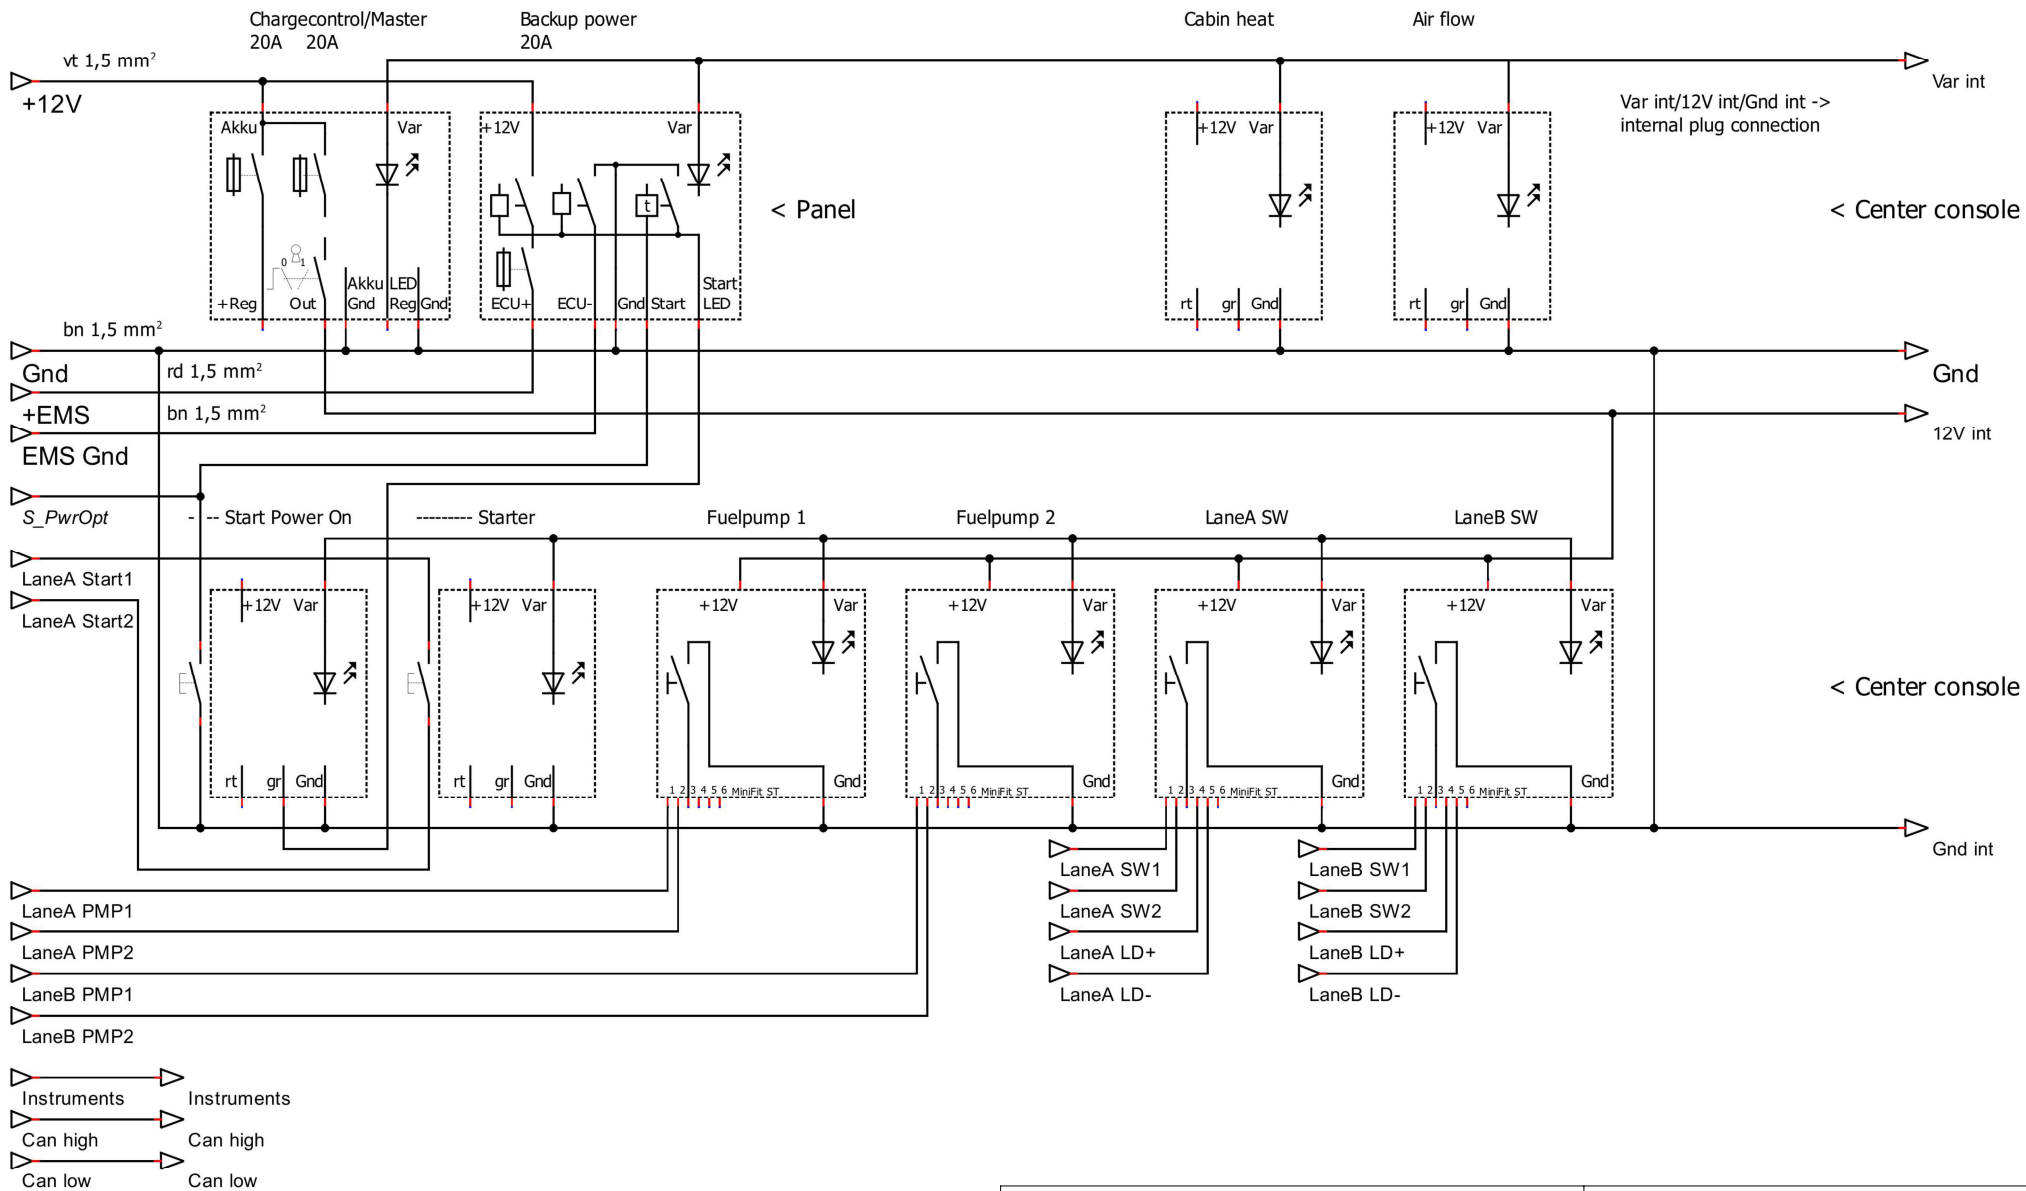 Chargecontrol/Master
20A 20A
Backup power
20A
Cabin heat
Air flow
vt 1,5 mm²
+12V
Var int
Var int/12V int/Gnd int ->
internal plug connection
Akku
Var
+12V
Var
+12V Var
+12V Var
t
< Panel
< Center console
0 1
+Reg
Out
Akku
Gnd
LED
Reg
Gnd
ECU+
ECU-
Gnd
Start
Start
LED
rt gr Gnd
rt gr Gnd
bn 1,5 mm²
Gnd
rd 1,5 mm²
Gnd
+EMS
bn 1,5 mm²
12V int
EMS Gnd
S_PwrOpt
- -- Start Power On
--------- Starter
Fuelpump 1
Fuelpump 2
LaneA SW
LaneB SW
LaneA Start1
LaneA Start2
+12V Var
+12V Var
+12V Var
+12V Var
+12V Var
+12V Var
< Center console
rt gr Gnd
rt gr Gnd
Gnd
1 2 3 4 5 6 MiniFit ST
Gnd
1 2 3 4 5 6 MiniFit ST
Gnd
1 2 3 4 5 6 MiniFit ST
Gnd
1 2 3 4 5 6 MiniFit ST
Gnd int
LaneA SW1
LaneA SW2
LaneA LD+
LaneA LD-
LaneB SW1
LaneB SW2
LaneB LD+
LaneB LD-
LaneA PMP1
LaneA PMP2
LaneB PMP1
LaneB PMP2
Instruments Instruments
Can high Can high
Can low Can low